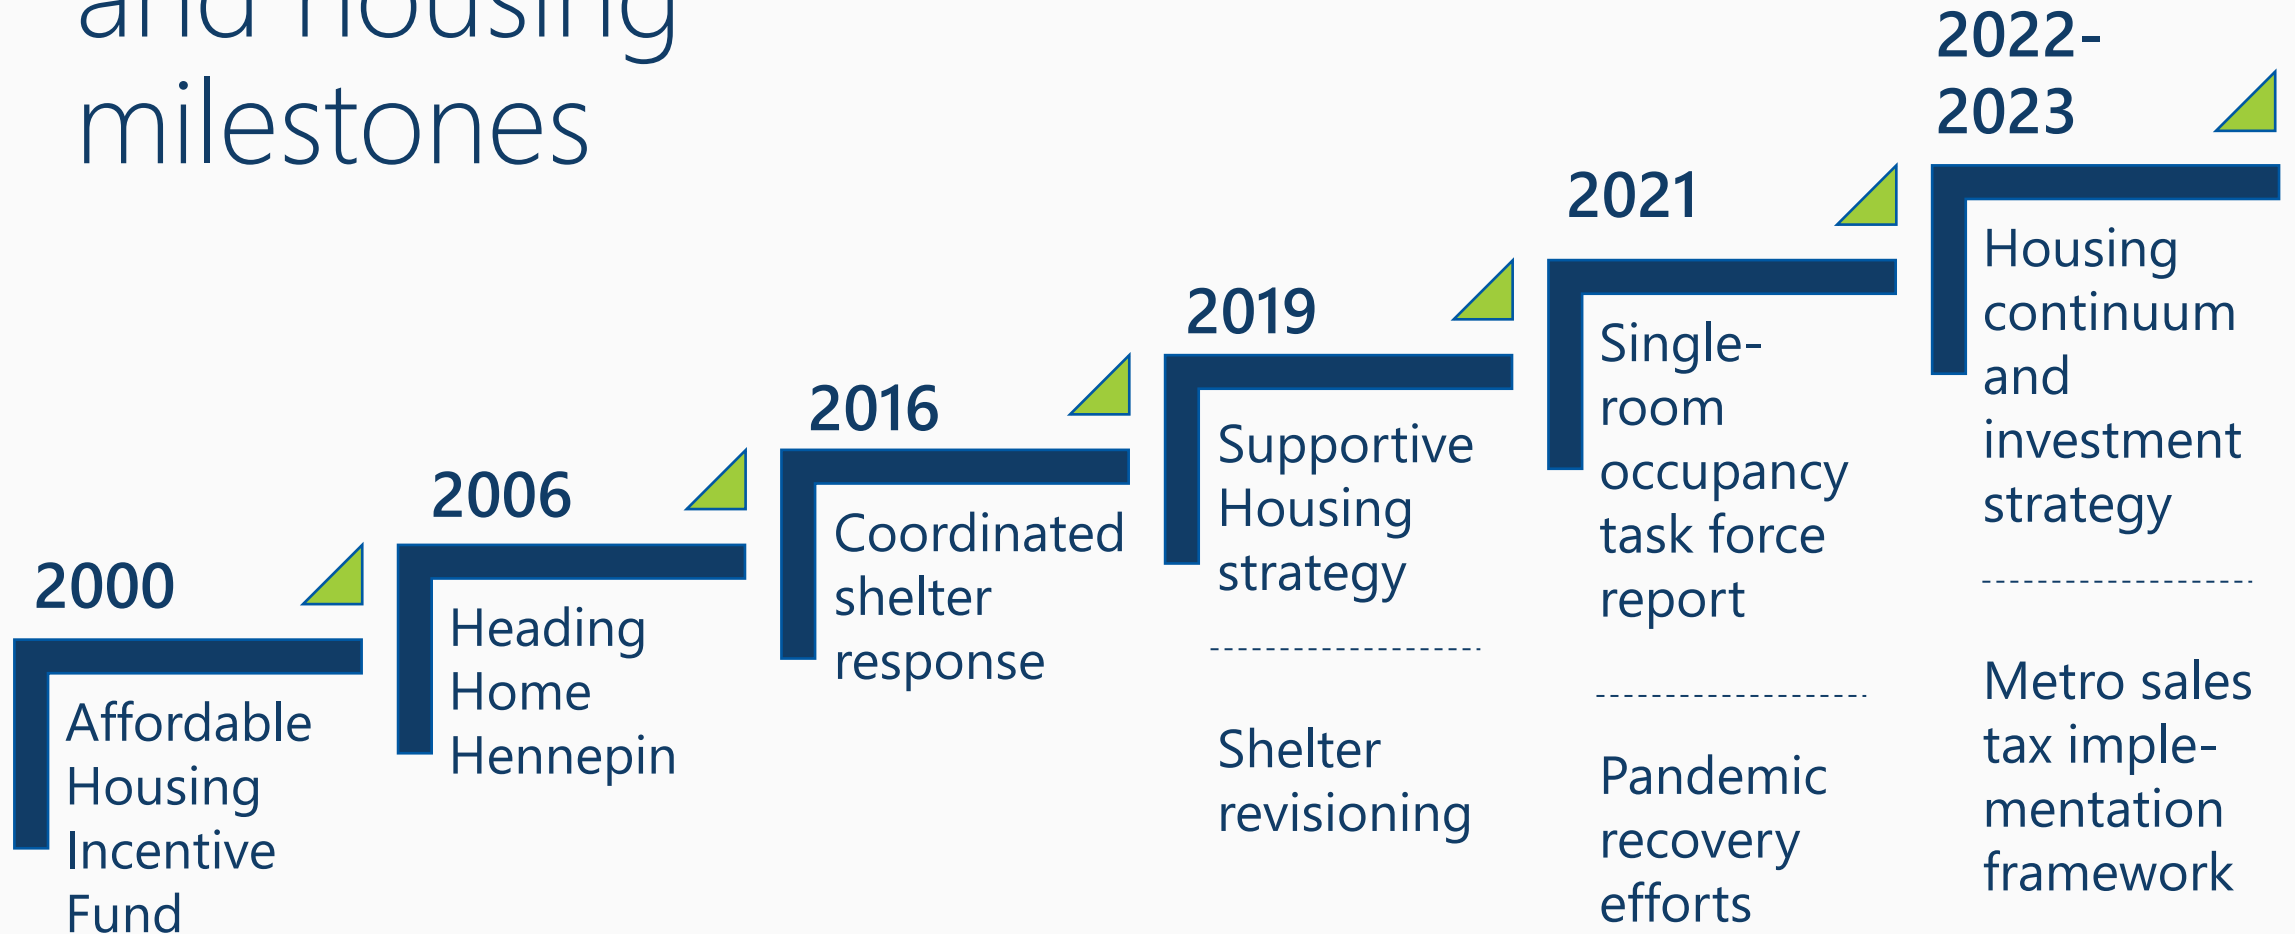 and housing
milestones
2000
Affordable
Housing
Incentive
Fund
2006
Heading
Home
Hennepin
2016
Coordinated
shelter
response
2019
Supportive
Housing
strategy
Shelter
revisioning
2021
Single-
room
occupancy
task force
report
Pandemic
recovery
efforts
2022-
2023
Housing
continuum
and
investment
strategy
Metro sales
tax imple-
mentation
framework